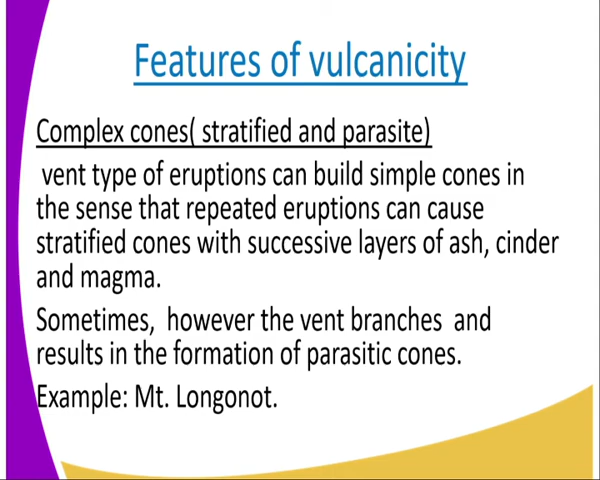 Features of vulcanicity
Complex cones( stratified and parasite)
vent type of eruptions can build simple cones in
the sense that repeated eruptions can cause
stratified cones with successive layers of ash, cinder
and magma.
Sometimes, however the vent branches and
results in the formation of parasitic cones.
Example: Mt. Longonot.